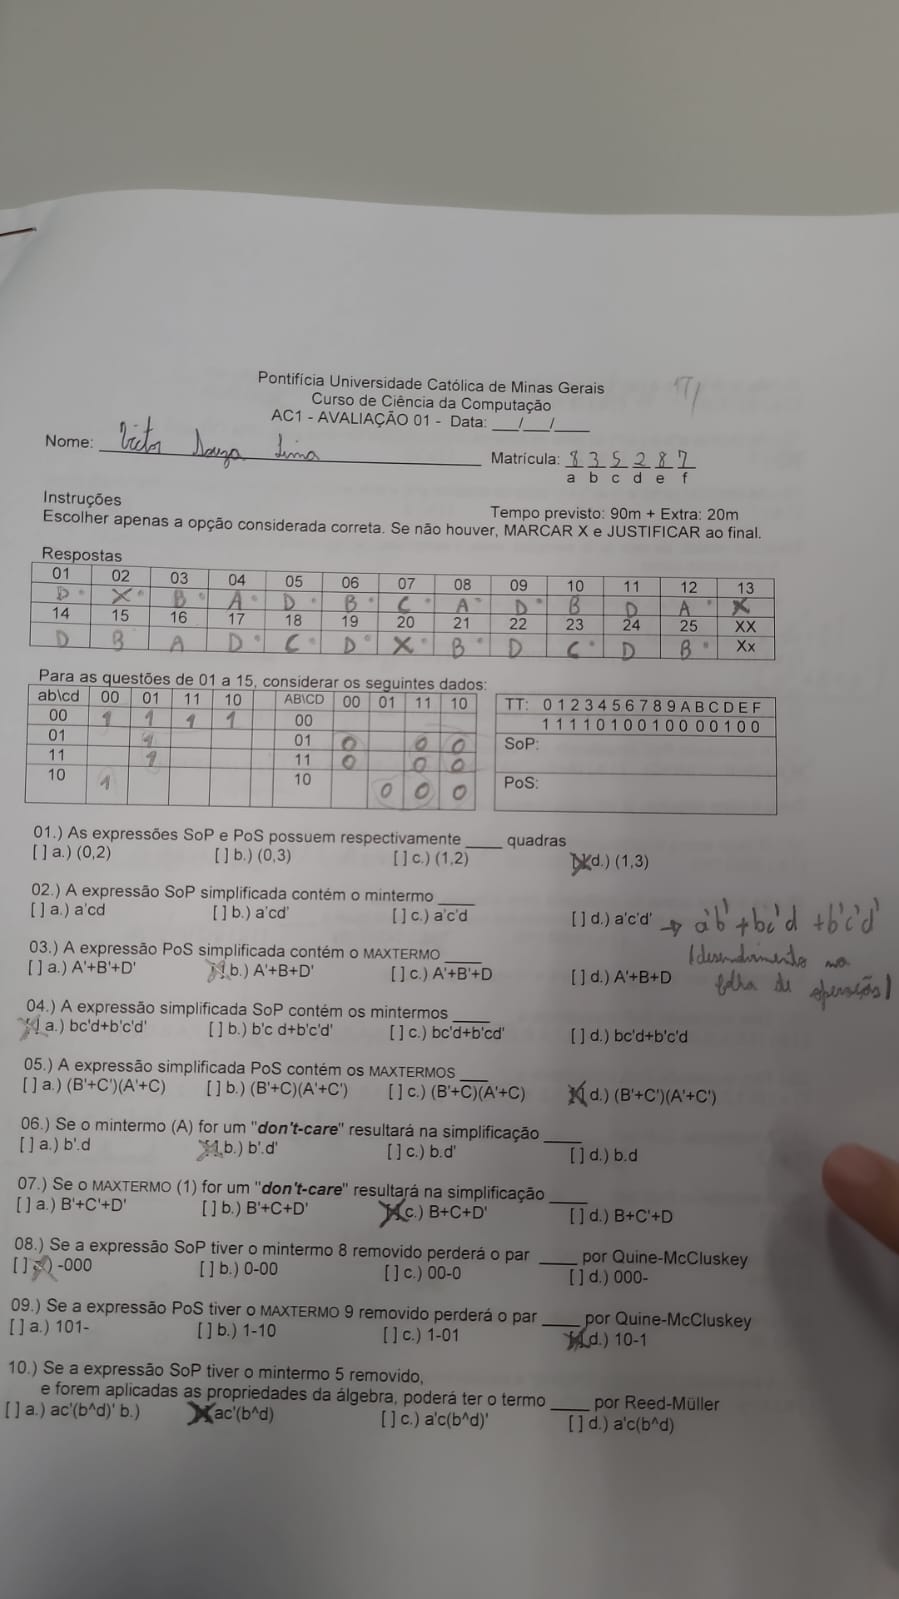 17/
Pontifícia Universidade Católica de Minas Gerais
Curso de Ciência da Computação
AC1 - AVALIAÇÃO 01 - Data: ___/___/____
Nome: Victor Souza Lima
Matrícula: 8 3 5 2 8 7
a b c d e f
Instruções
Tempo previsto: 90m + Extra: 20m
Escolher apenas a opção considerada correta. Se não houver, MARCAR X e JUSTIFICAR ao final.
Respostas
01 02 03 04 05 06 07 08 09 10 11 12 13
D X B A D B C A D B D A X
14 15 16 17 18 19 20 21 22 23 24 25 XX
D B A D C D X B D C D B Xx
Para as questões de 01 a 15, considerar os seguintes dados:
ab\cd 00 01 11 10 AB\CD 00 01 11 10
00 1 1 1 1 00
01 1 01 0 0 0
11 1 11 0 0 0
10 1 10 0 0 0
TT: 0 1 2 3 4 5 6 7 8 9 A B C D E F
1 1 1 1 0 1 0 0 1 0 0 0 0 1 0 0
SoP:
PoS:
01.) As expressões SoP e PoS possuem respectivamente ____ quadras
[ ] a.) (0,2) [ ] b.) (0,3) [ ] c.) (1,2) [X] d.) (1,3)
02.) A expressão SoP simplificada contém o mintermo ____
[ ] a.) a'cd [ ] b.) a'cd' [ ] c.) a'c'd [ ] d.) a'c'd' → a'b' + bc'd + b'c'd'
(desenvolvimento na
folha de operações)
03.) A expressão PoS simplificada contém o MAXTERMO ____
[ ] a.) A'+B'+D' [X] b.) A'+B+D' [ ] c.) A'+B'+D [ ] d.) A'+B+D
04.) A expressão simplificada SoP contém os mintermos ____
[X] a.) bc'd+b'c'd' [ ] b.) b'c d+b'c'd' [ ] c.) bc'd+b'cd' [ ] d.) bc'd+b'c'd
05.) A expressão simplificada PoS contém os MAXTERMOS ____
[ ] a.) (B'+C')(A'+C) [ ] b.) (B'+C)(A'+C') [ ] c.) (B'+C)(A'+C) [X] d.) (B'+C')(A'+C')
06.) Se o mintermo (A) for um "don't-care" resultará na simplificação ____
[ ] a.) b'.d [X] b.) b'.d' [ ] c.) b.d' [ ] d.) b.d
07.) Se o MAXTERMO (1) for um "don't-care" resultará na simplificação ____
[ ] a.) B'+C'+D' [ ] b.) B'+C+D' [X] c.) B+C+D' [ ] d.) B+C'+D
08.) Se a expressão SoP tiver o mintermo 8 removido perderá o par ____ por Quine-McCluskey
[ ] a.) -000 [ ] b.) 0-00 [ ] c.) 00-0 [ ] d.) 000-
09.) Se a expressão PoS tiver o MAXTERMO 9 removido perderá o par ____ por Quine-McCluskey
[ ] a.) 101- [ ] b.) 1-10 [ ] c.) 1-01 [X] d.) 10-1
10.) Se a expressão SoP tiver o mintermo 5 removido,
e forem aplicadas as propriedades da álgebra, poderá ter o termo ____ por Reed-Müller
[ ] a.) ac'(b^d)' b.) [X] ac'(b^d) [ ] c.) a'c(b^d)' [ ] d.) a'c(b^d)